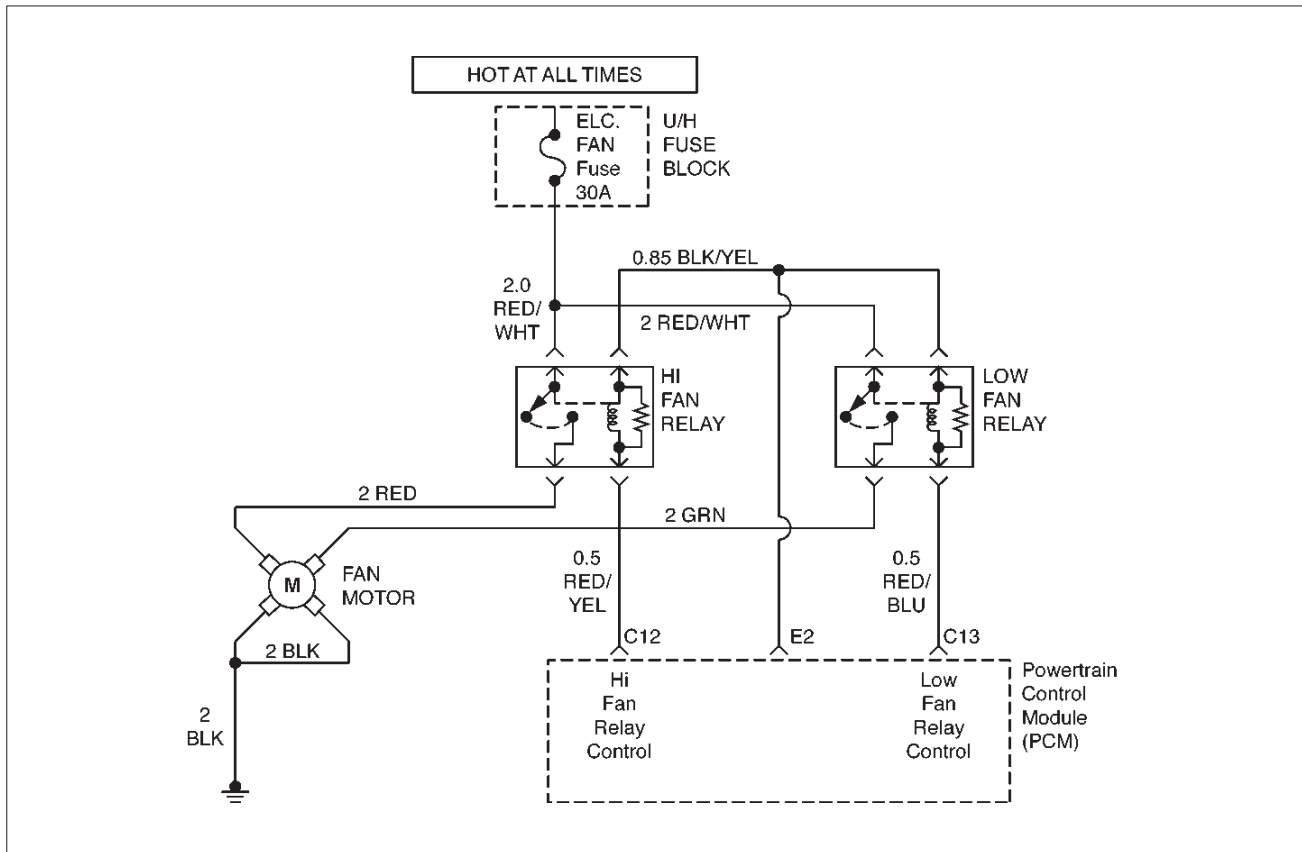 HOT AT ALL TIMES
ELC.
FAN
Fuse
30A
U/H
FUSE
BLOCK
0.85 BLK/YEL
2.0
RED/
WHT
2 RED/WHT
HI
FAN
RELAY
LOW
FAN
RELAY
2 RED
2 GRN
M
FAN
MOTOR
0.5
RED/
YEL
0.5
RED/
BLU
2 BLK
C12
E2
C13
2
BLK
Hi
Fan
Relay
Control
Low
Fan
Relay
Control
Powertrain
Control
Module
(PCM)